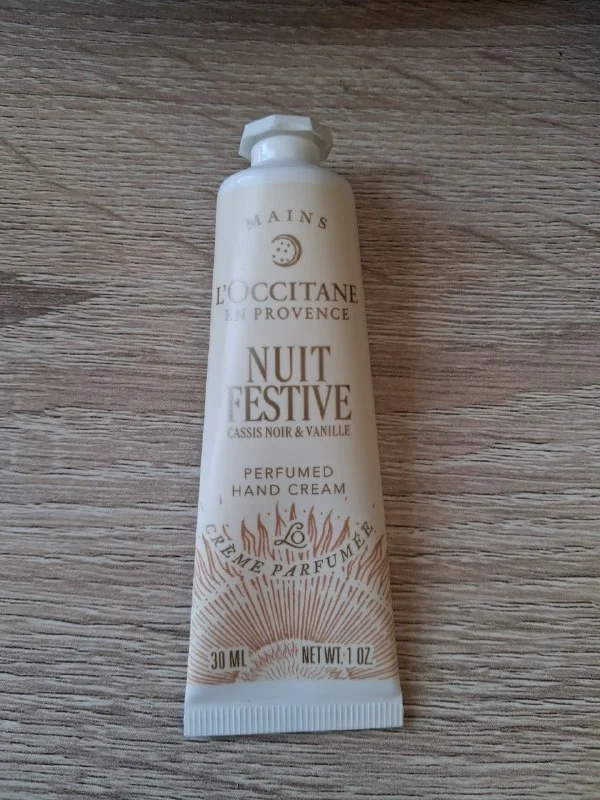 MAINS
L'OCCITANE
EN PROVENCE
NUIT
FESTIVE
CASSIS NOIR & VANILLE
PERFUMED
HAND CREAM
LO
CRÈME PARFUMÉE
30 ML NET WT. 1 OZ.